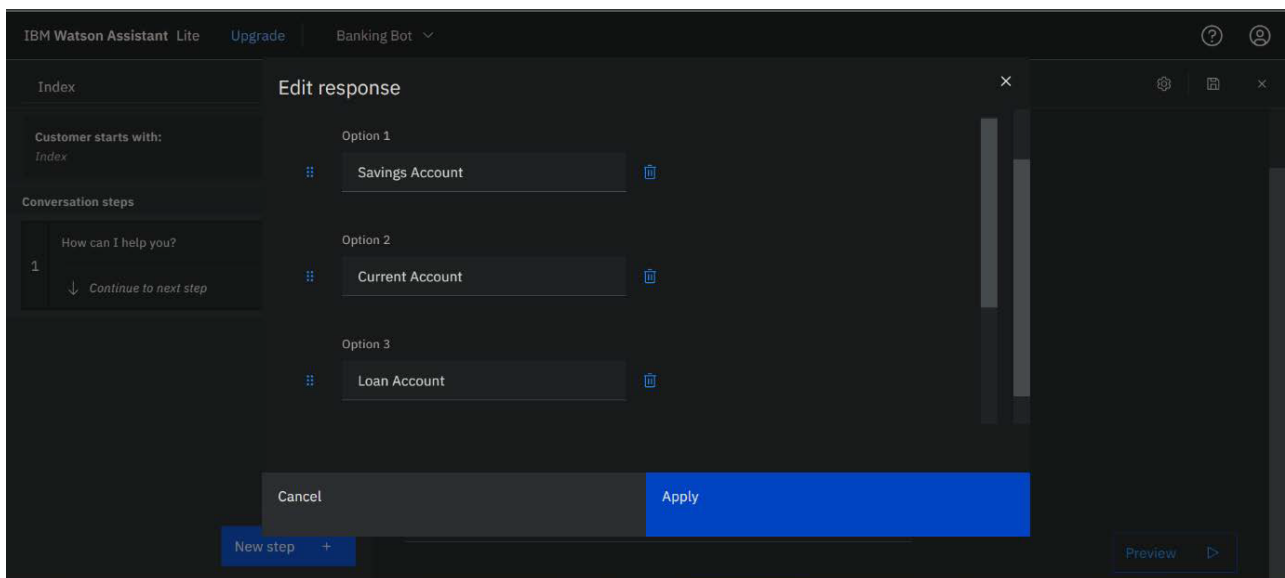 IBM Watson Assistant Lite Upgrade Banking Bot
Index
Customer starts with:
Index
Conversation steps
1
How can I help you?
Continue to next step
New step +
Edit response
Option 1
Savings Account
Option 2
Current Account
Option 3
Loan Account
Cancel
Apply
Preview